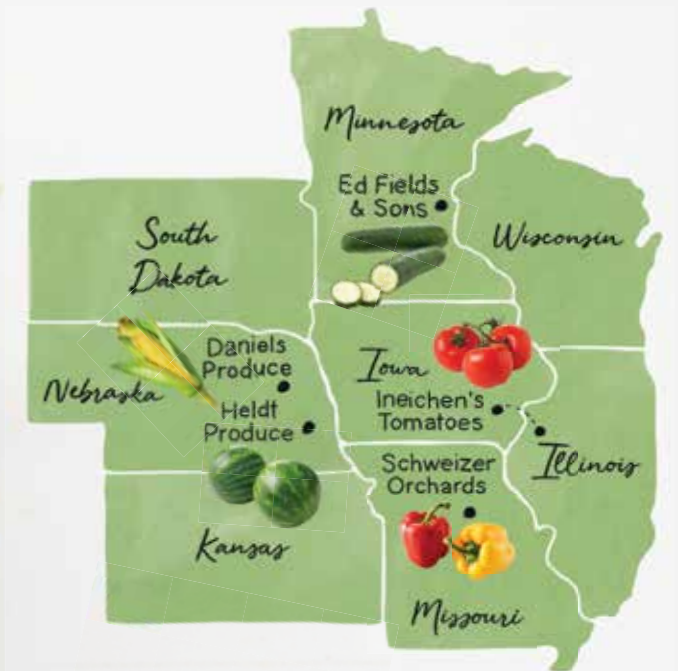 Minnesota
Ed Fields
& Sons
South
Dakota
Wisconsin
Nebraska
Daniels
Produce
Heldt
Produce
Iowa
Ineichen's
Tomatoes
Schweizer
Orchards
Illinois
Kansas
Missouri